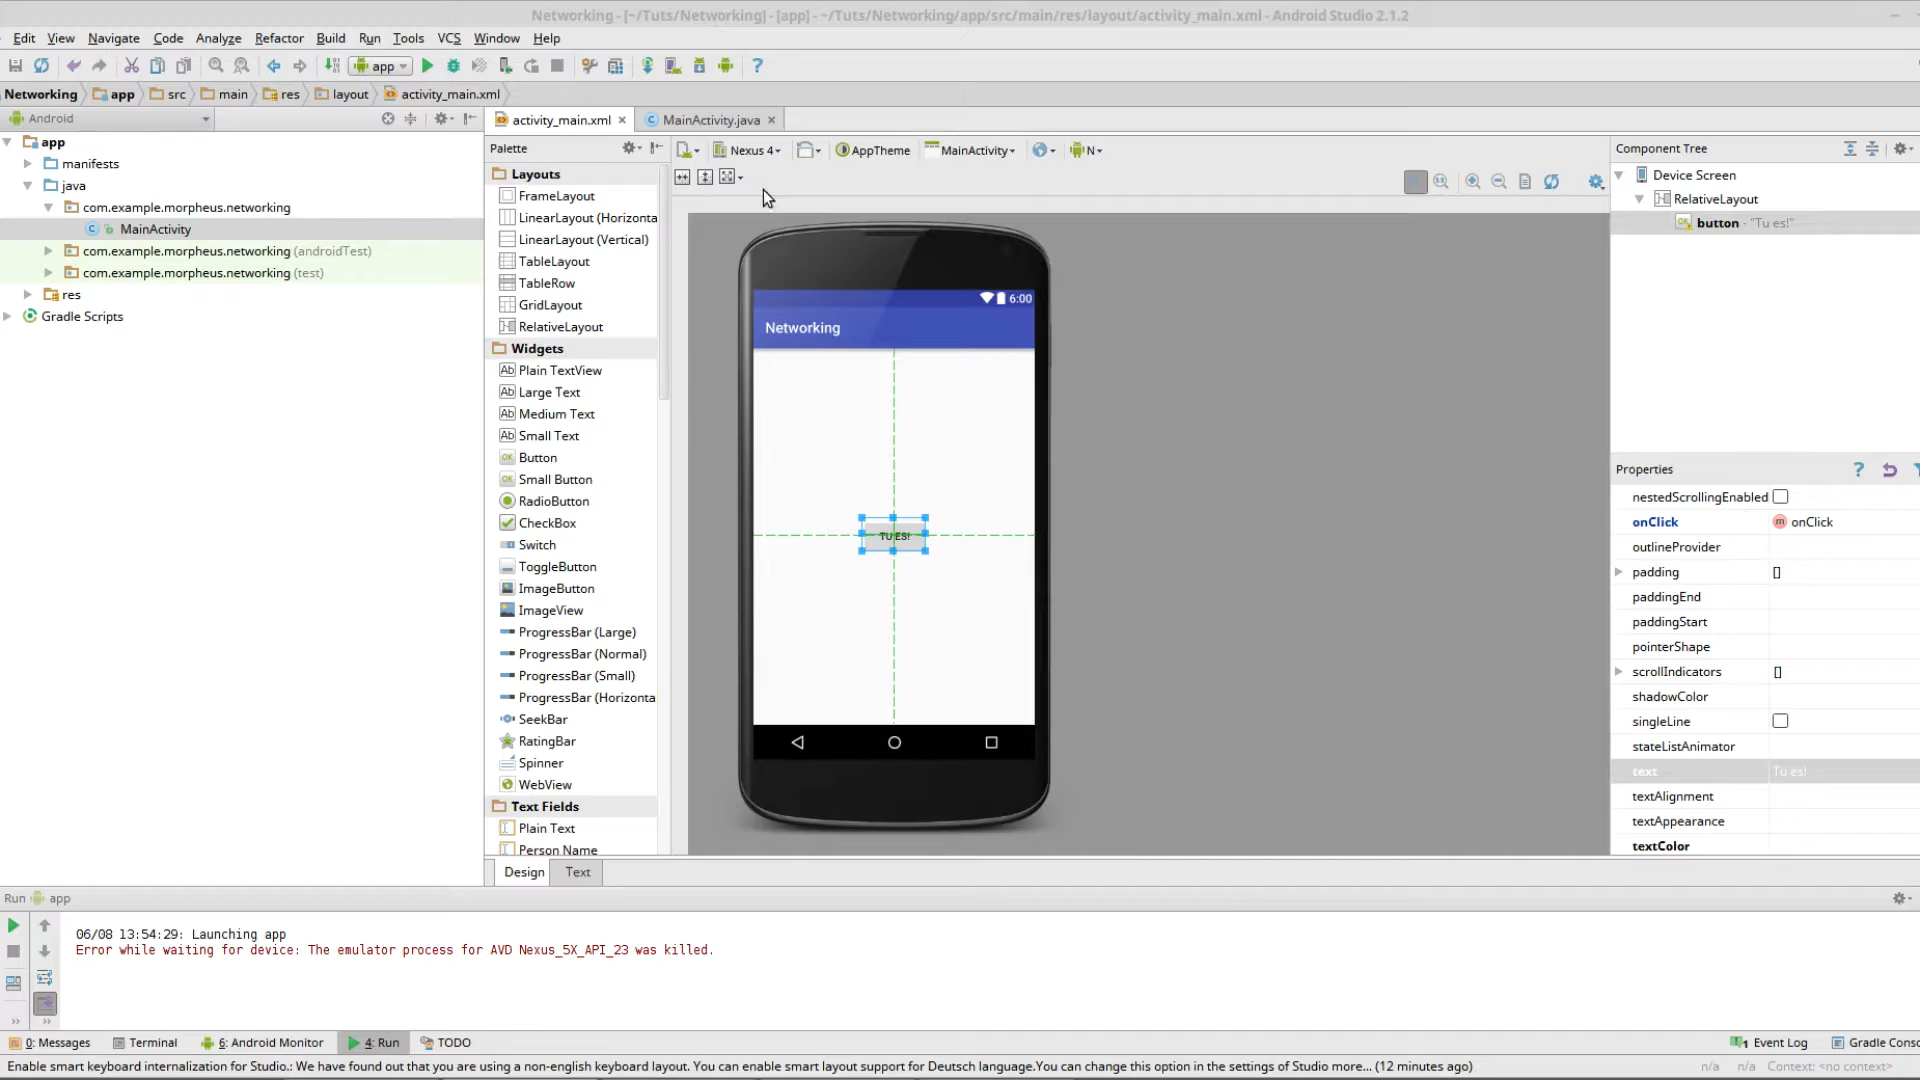 Networking - [~/Tuts/Networking] - [app] - ~/Tuts/Networking/app/src/main/res/layout/activity_main.xml - Android Studio 2.1.2
Edit View Navigate Code Analyze Refactor Build Run Tools VCS Window Help
app
Networking app src main res layout activity_main.xml
Android
activity_main.xml MainActivity.java
app
manifests
java
com.example.morpheus.networking
MainActivity
com.example.morpheus.networking (androidTest)
com.example.morpheus.networking (test)
res
Gradle Scripts
Palette
Layouts
FrameLayout
LinearLayout (Horizonta
LinearLayout (Vertical)
TableLayout
TableRow
GridLayout
RelativeLayout
Widgets
Plain TextView
Large Text
Medium Text
Small Text
Button
Small Button
RadioButton
CheckBox
Switch
ToggleButton
ImageButton
ImageView
ProgressBar (Large)
ProgressBar (Normal)
ProgressBar (Small)
ProgressBar (Horizonta
SeekBar
RatingBar
Spinner
WebView
Text Fields
Plain Text
Person Name
Design Text
Nexus 4 AppTheme MainActivity N
6:00
Networking
TU ES!
Component Tree
Device Screen
RelativeLayout
button - "Tu es!"
Properties
nestedScrollingEnabled
onClick m onClick
outlineProvider
padding []
paddingEnd
paddingStart
pointerShape
scrollIndicators []
shadowColor
singleLine
stateListAnimator
text Tu es!
textAlignment
textAppearance
textColor
Run app
06/08 13:54:29: Launching app
Error while waiting for device: The emulator process for AVD Nexus_5X_API_23 was killed.
0: Messages Terminal 6: Android Monitor 4: Run TODO 1 Event Log Gradle Conso
Enable smart keyboard internalization for Studio.: We have found out that you are using a non-english keyboard layout. You can enable smart layout support for Deutsch language.You can change this option in the settings of Studio more... (12 minutes ago) n/a n/a Context: <no context>